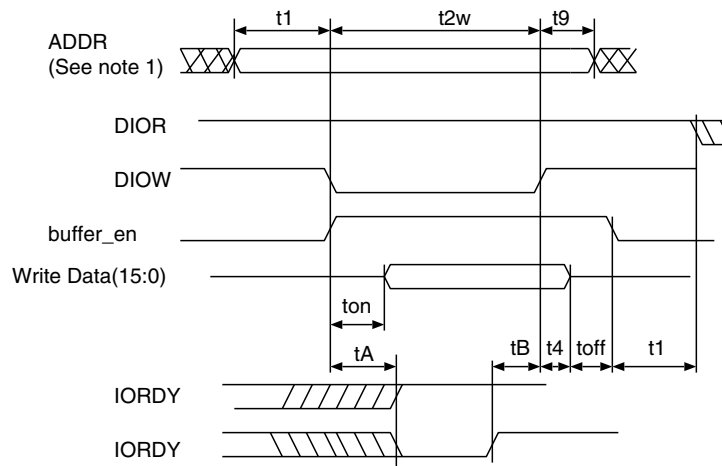 t1 t2w t9
ADDR
(See note 1)
DIOR
DIOW
buffer_en
Write Data(15:0)
ton
tA tB t4 toff t1
IORDY
IORDY